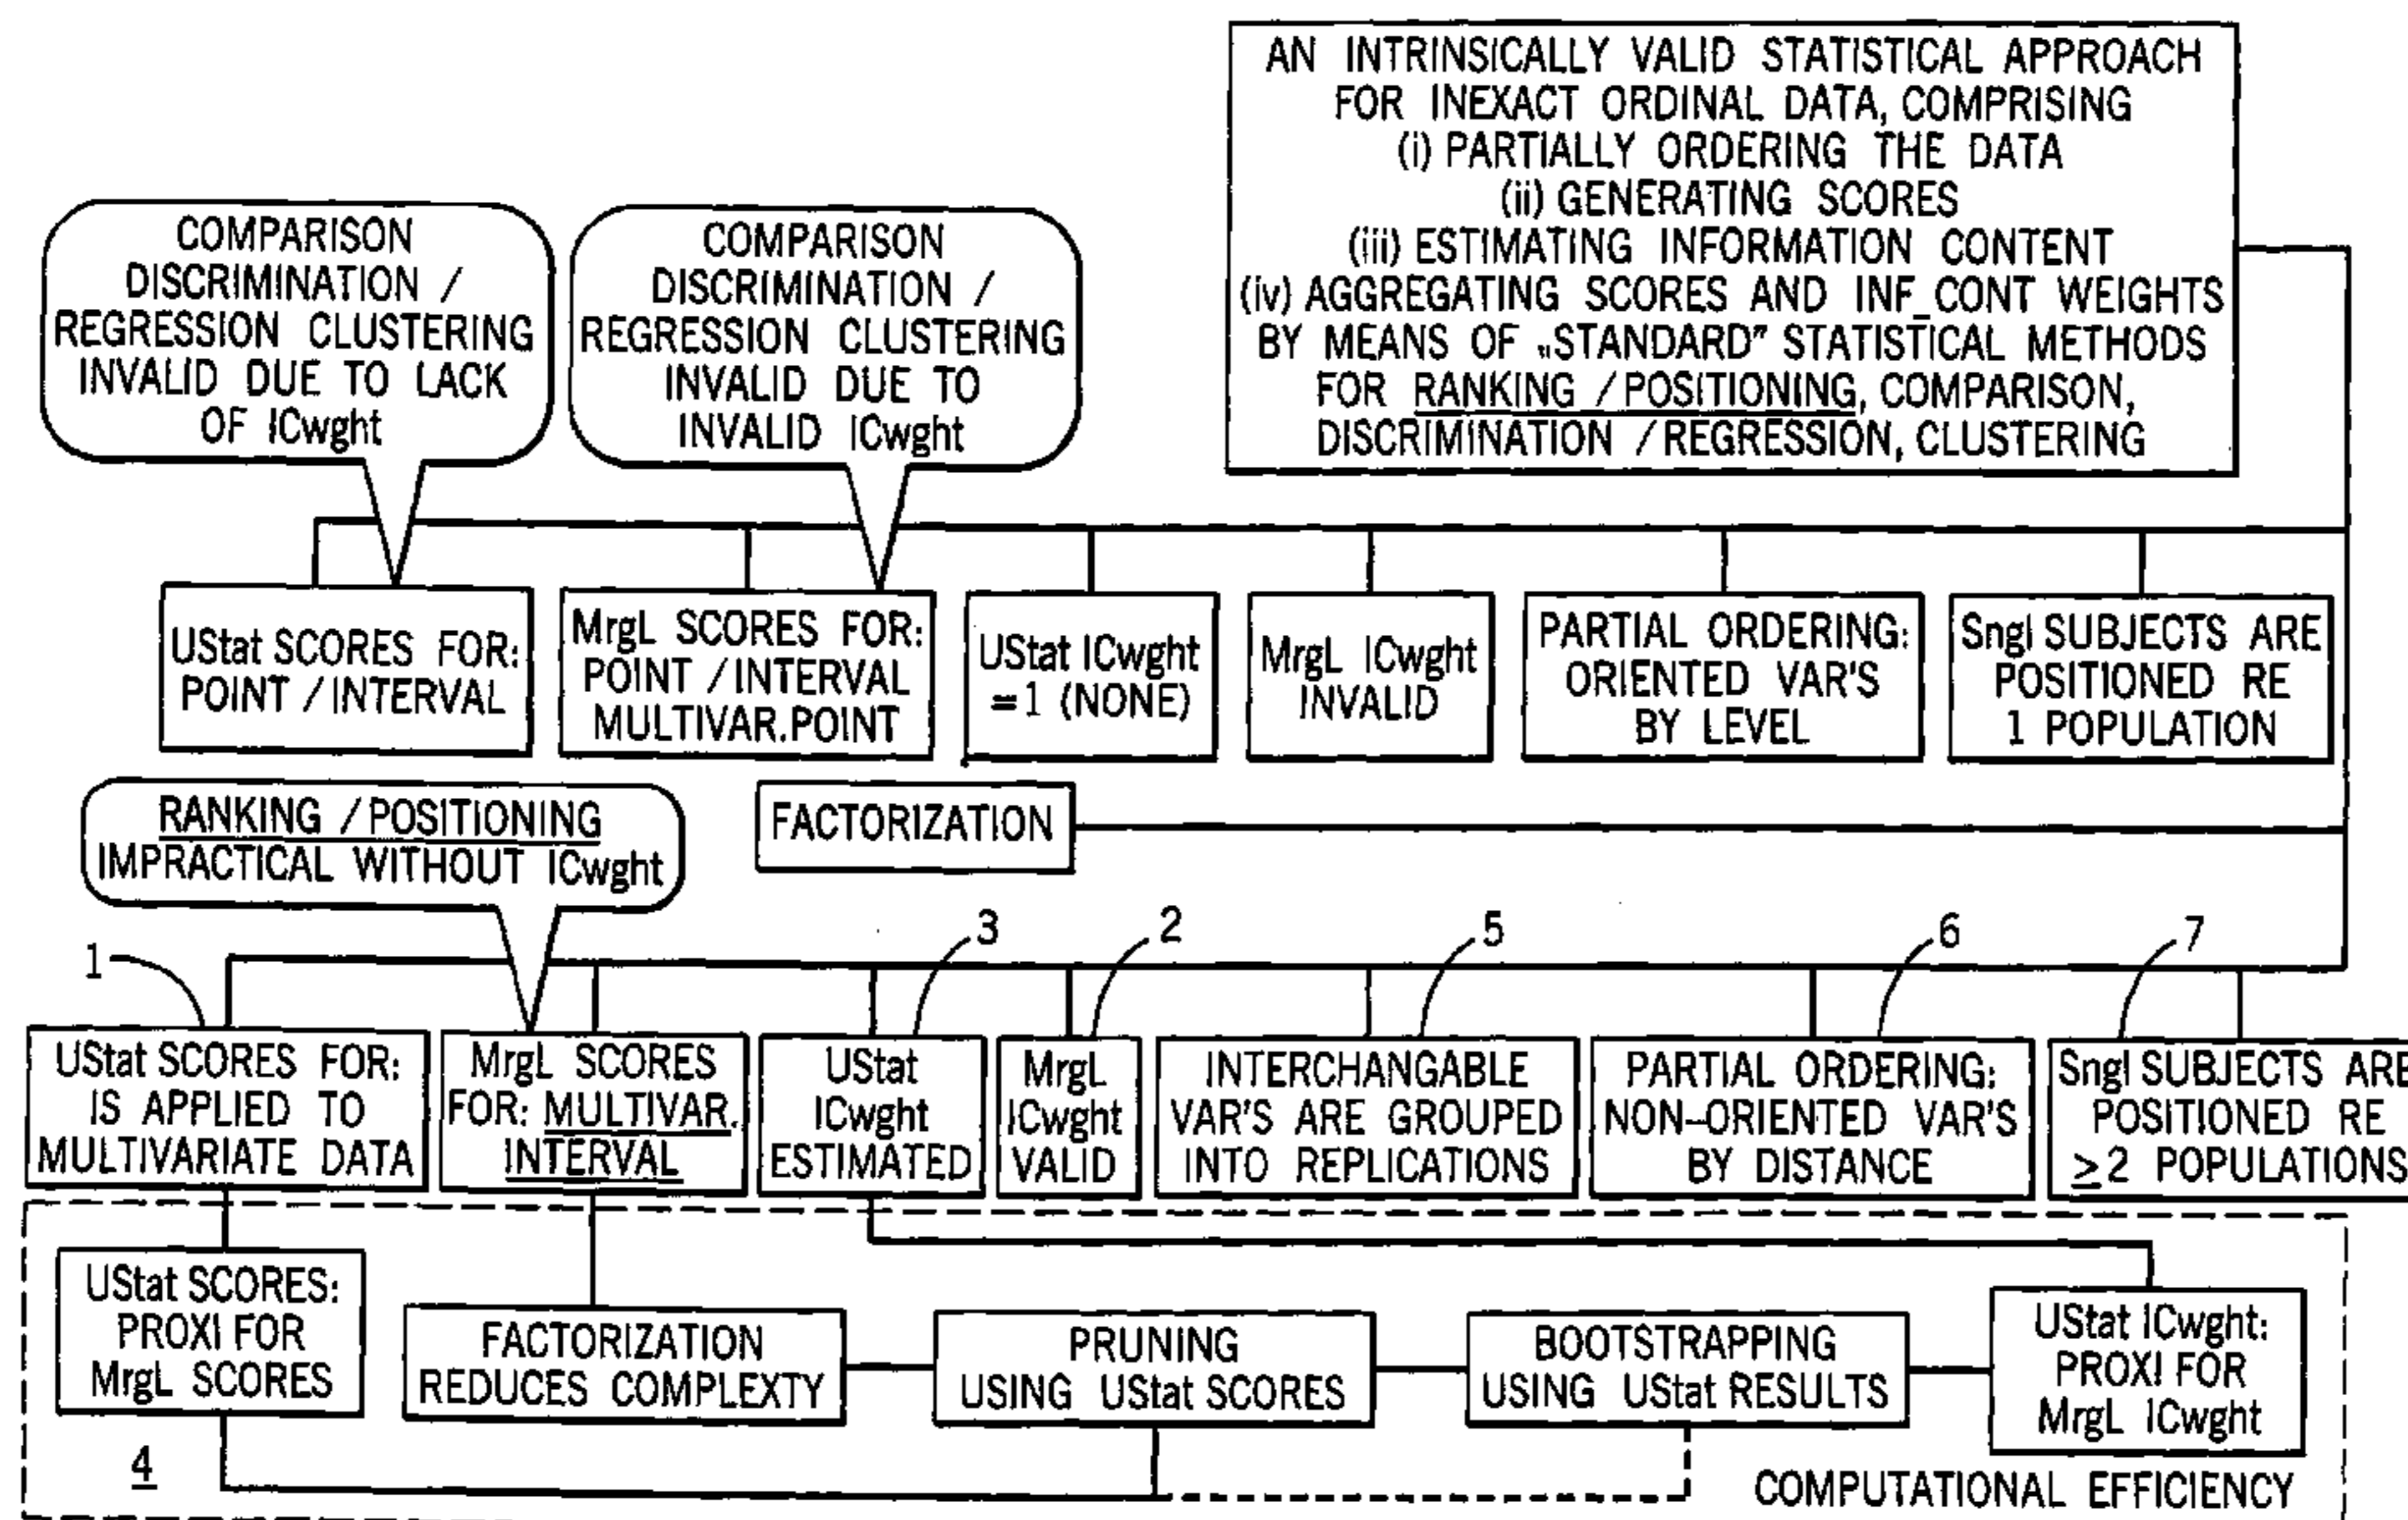 AN INTRINSICALLY VALID STATISTICAL APPROACH
FOR INEXACT ORDINAL DATA, COMPRISING
(i) PARTIALLY ORDERING THE DATA
(ii) GENERATING SCORES
(iii) ESTIMATING INFORMATION CONTENT
(iv) AGGREGATING SCORES AND INF_CONT WEIGHTS
BY MEANS OF „STANDARD" STATISTICAL METHODS
FOR RANKING / POSITIONING, COMPARISON,
DISCRIMINATION / REGRESSION, CLUSTERING
COMPARISON
DISCRIMINATION /
REGRESSION CLUSTERING
INVALID DUE TO LACK
OF ICwght
COMPARISON
DISCRIMINATION /
REGRESSION CLUSTERING
INVALID DUE TO
INVALID ICwght
UStat SCORES FOR:
POINT / INTERVAL
MrgL SCORES FOR:
POINT / INTERVAL
MULTIVAR.POINT
UStat ICwght
=1 (NONE)
MrgL ICwght
INVALID
PARTIAL ORDERING:
ORIENTED VAR'S
BY LEVEL
Sngl SUBJECTS ARE
POSITIONED RE
1 POPULATION
RANKING / POSITIONING
IMPRACTICAL WITHOUT ICwght
FACTORIZATION
1
3
2
5
6
7
UStat SCORES FOR:
IS APPLIED TO
MULTIVARIATE DATA
MrgL SCORES
FOR: MULTIVAR.
INTERVAL
UStat
ICwght
ESTIMATED
MrgL
ICwght
VALID
INTERCHANGABLE
VAR'S ARE GROUPED
INTO REPLICATIONS
PARTIAL ORDERING:
NON-ORIENTED VAR'S
BY DISTANCE
Sngl SUBJECTS ARE
POSITIONED RE
≥2 POPULATIONS
UStat SCORES:
PROXI FOR
MrgL SCORES
FACTORIZATION
REDUCES COMPLEXTY
PRUNING
USING UStat SCORES
BOOTSTRAPPING
USING UStat RESULTS
UStat ICwght:
PROXI FOR
MrgL ICwght
4
COMPUTATIONAL EFFICIENCY